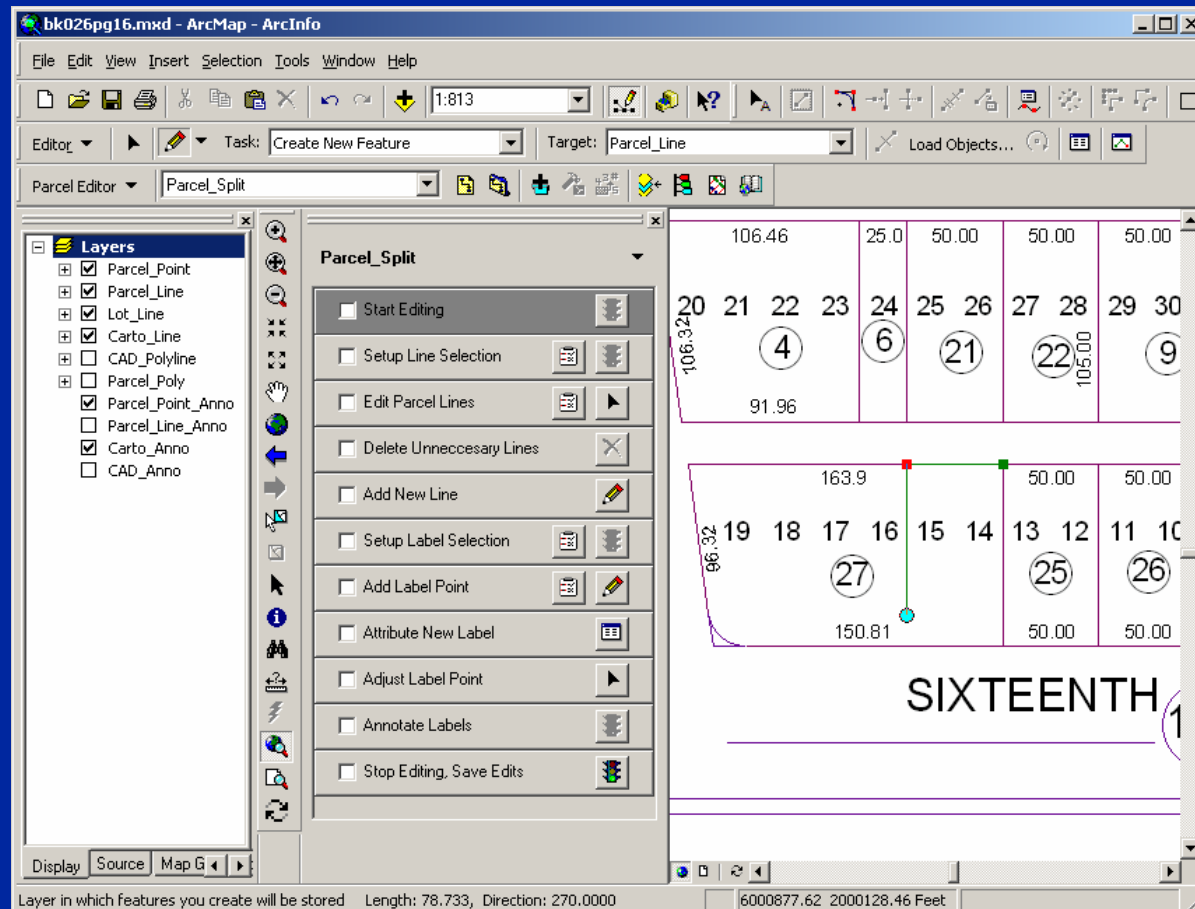 bk026pg16.mxd - ArcMap - ArcInfo
File Edit View Insert Selection Tools Window Help
1:813
Editor Task: Create New Feature Target: Parcel_Line Load Objects...
Parcel Editor Parcel_Split
Layers
Parcel_Point
Parcel_Line
Lot_Line
Carto_Line
CAD_Polyline
Parcel_Poly
Parcel_Point_Anno
Parcel_Line_Anno
Carto_Anno
CAD_Anno
Display Source Map G
Parcel_Split
Start Editing
Setup Line Selection
Edit Parcel Lines
Delete Unneccesary Lines
Add New Line
Setup Label Selection
Add Label Point
Attribute New Label
Adjust Label Point
Annotate Labels
Stop Editing, Save Edits
106.46 25.0 50.00 50.00 50.00
20 21 22 23 24 25 26 27 28 29 30
106.32 4 6 21 22 105.00 9
91.96
163.9 50.00 50.00
96.32 19 18 17 16 15 14 13 12 11 10
27 25 26
150.81 50.00 50.00
SIXTEENTH
1
Layer in which features you create will be stored Length: 78.733, Direction: 270.0000 6000877.62 2000128.46 Feet